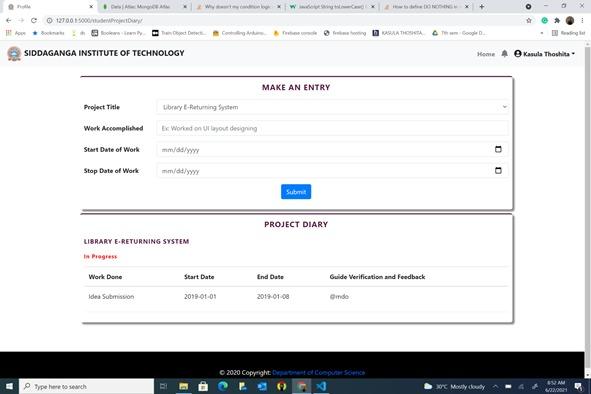 Profile
Data | Atlas: MongoDB Atlas
Why doesn't my condition logic
JavaScript String toLowerCase() I
How to define DO NOTHING in
127.0.0.1:5000/studentProjectDiary/
Apps
Bookmarks
ds
Booleans - Learn Py...
Train Object Detecti...
Controlling Arduino...
Firebase console
firebase hosting
KASULA THOSHITA...
7th sem - Google D...
Reading list
SIDDAGANGA INSTITUTE OF TECHNOLOGY
Home
Kasula Thoshita
MAKE AN ENTRY
Project Title
Library E-Returning System
Work Accomplished
Ex: Worked on UI layout designing
Start Date of Work
mm/dd/yyyy
Stop Date of Work
mm/dd/yyyy
Submit
PROJECT DIARY
LIBRARY E-RETURNING SYSTEM
In Progress
Work Done Start Date End Date Guide Verification and Feedback
Idea Submission 2019-01-01 2019-01-08 @mdo
© 2020 Copyright: Department of Computer Science
Type here to search
30°C Mostly cloudy
8:52 AM
6/22/2021